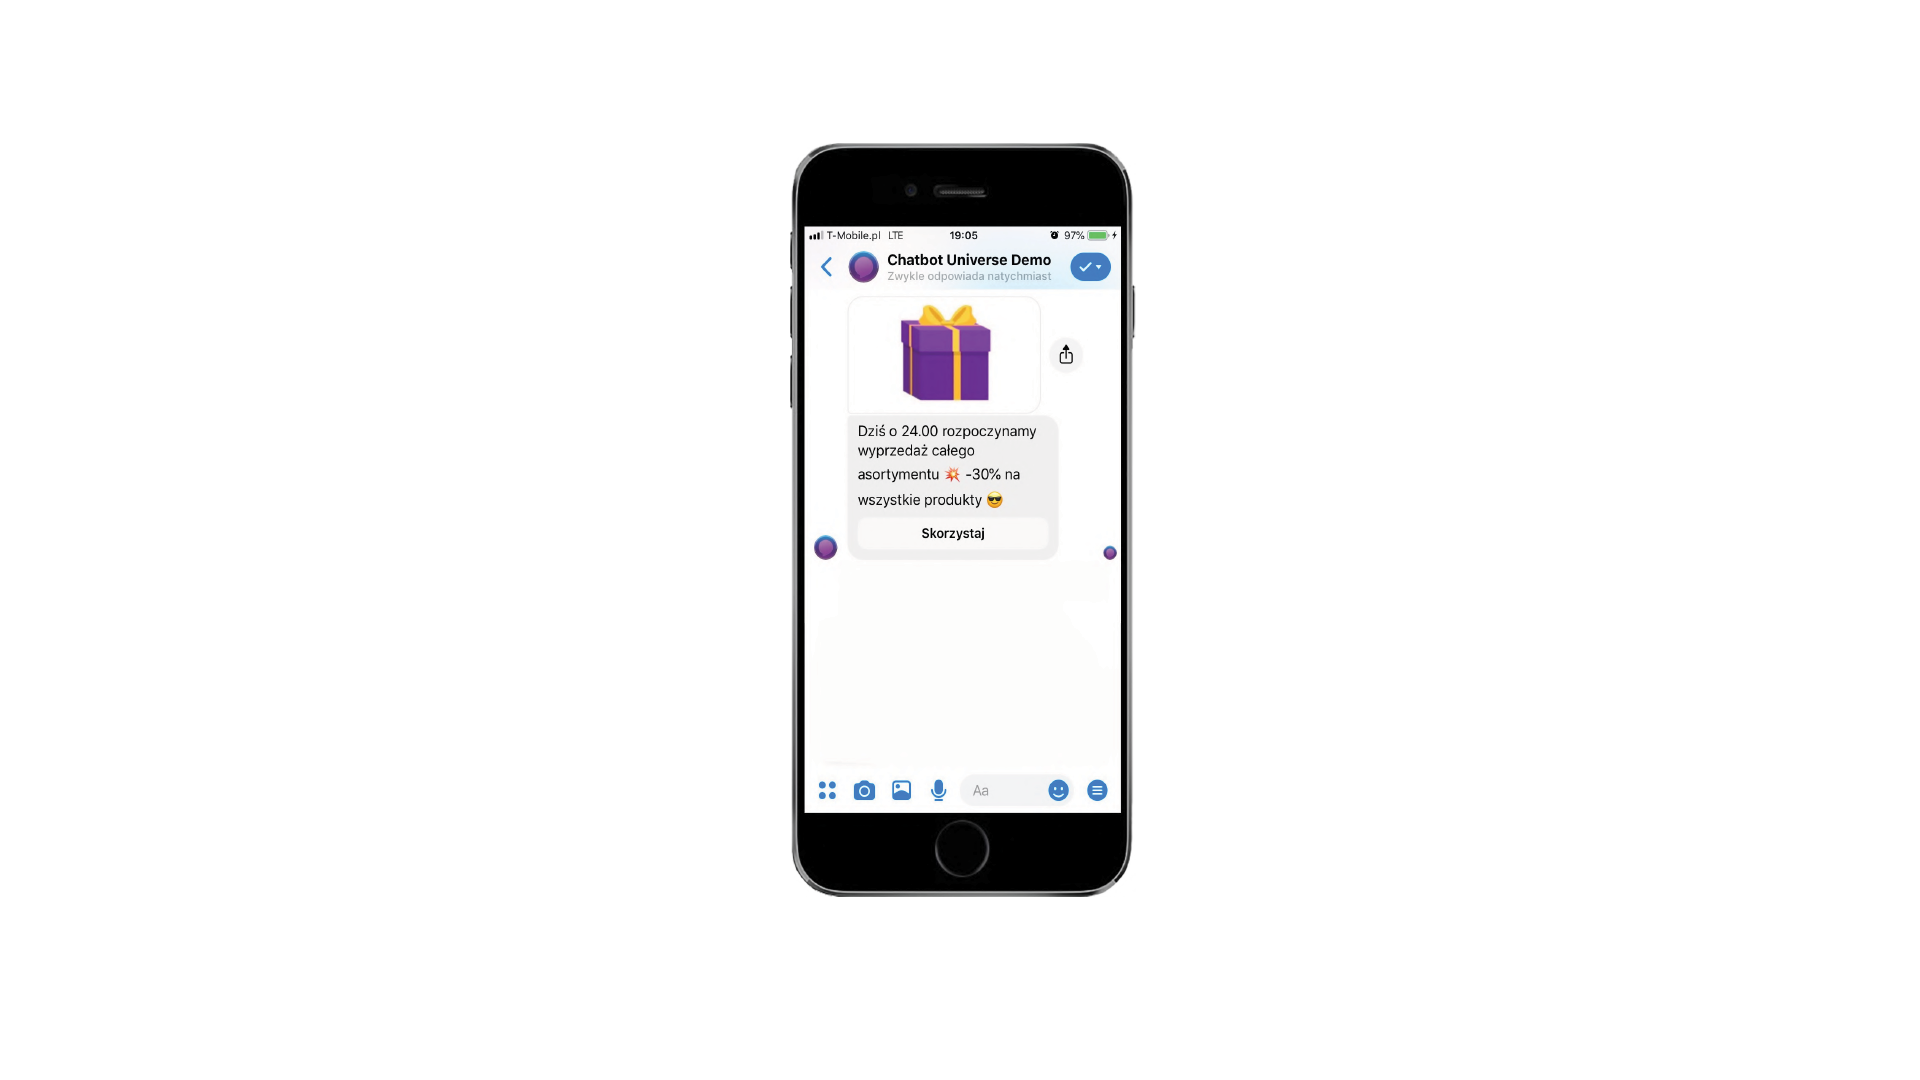 T-Mobile.pl LTE 19:05 97%
Chatbot Universe Demo
Zwykle odpowiada natychmiast
Dziś o 24.00 rozpoczynamy
wyprzedaż całego
asortymentu 💥 -30% na
wszystkie produkty 😎
Skorzystaj
Aa